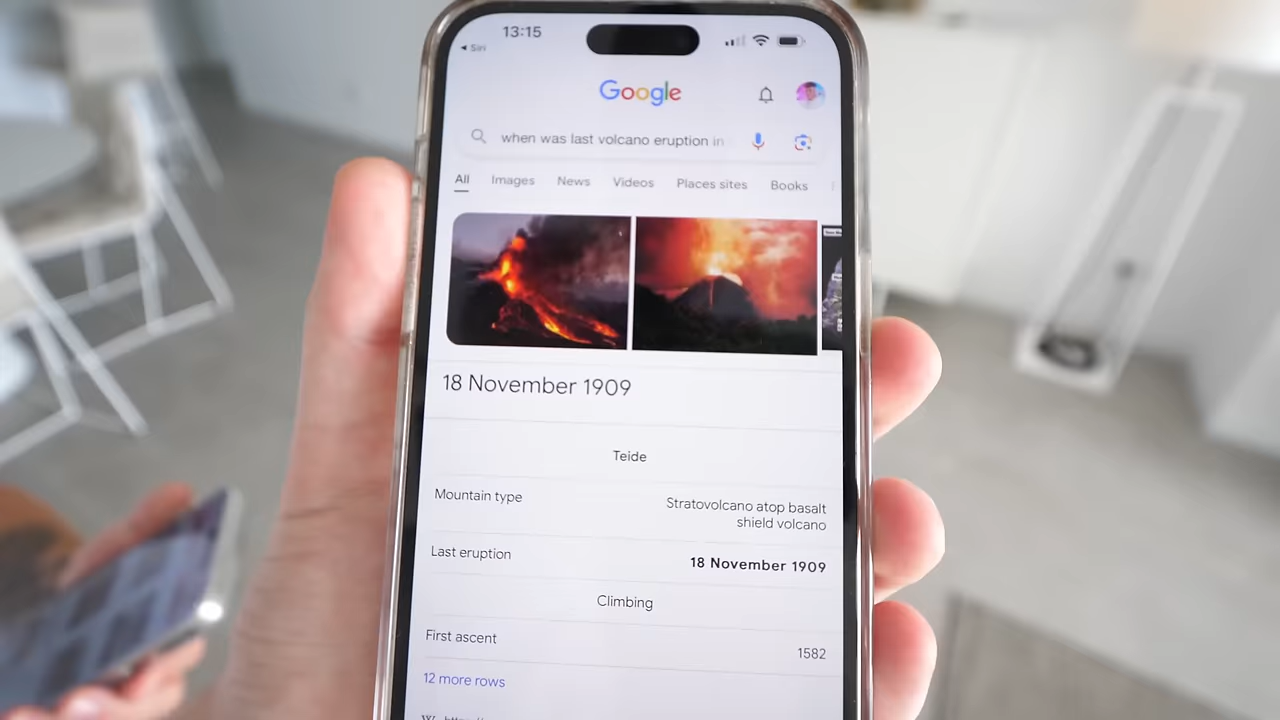 13:15
◀ Siri
Google
when was last volcano eruption in
All Images News Videos Places sites Books
18 November 1909
Teide
Mountain type
Stratovolcano atop basalt
shield volcano
Last eruption
18 November 1909
Climbing
First ascent
1582
12 more rows